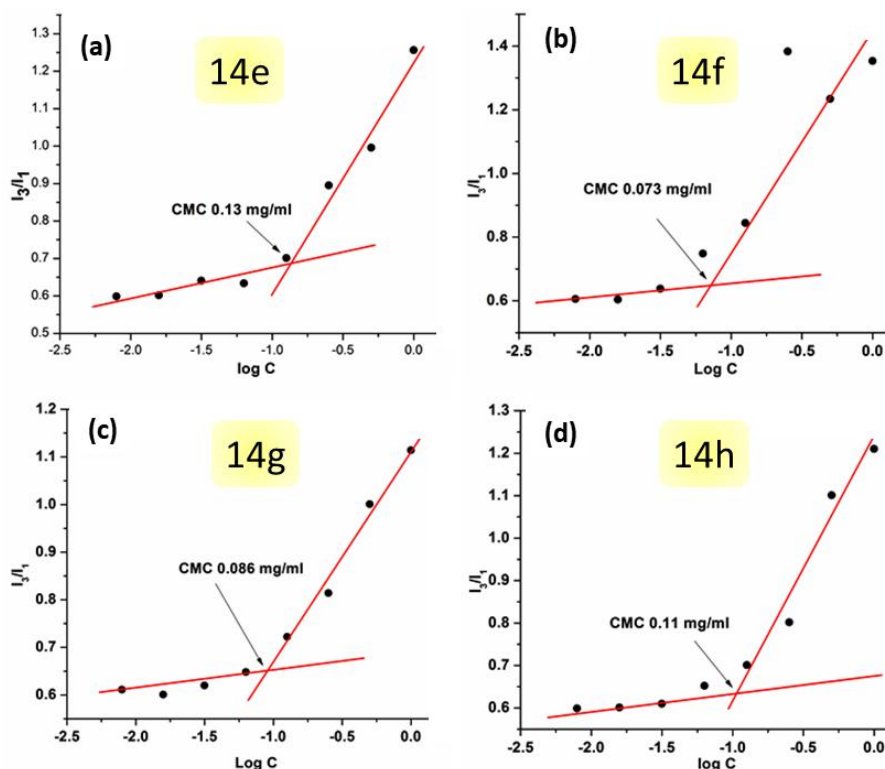 (a)
14e
I3/I1
1.3
1.2
1.1
1.0
0.9
0.8
0.7
0.6
0.5
CMC 0.13 mg/ml
-2.5 -2.0 -1.5 -1.0 -0.5 0.0
log C
(b)
14f
I3/I1
1.4
1.2
1.4
0.8
0.6
CMC 0.073 mg/ml
-2.5 -2.0 -1.5 -1.0 -0.5 0.0
Log C
(c)
14g
I3/I1
1.2
1.1
1.0
0.9
0.8
0.7
0.6
CMC 0.086 mg/ml
-2.5 -2.0 -1.5 -1.0 -0.5 0.0
Log C
(d)
14h
I3/I1
1.3
1.2
1.1
1.0
0.9
0.8
0.7
0.6
CMC 0.11 mg/ml
-2.5 -2.0 -1.5 -1.0 -0.5 0.0
log C